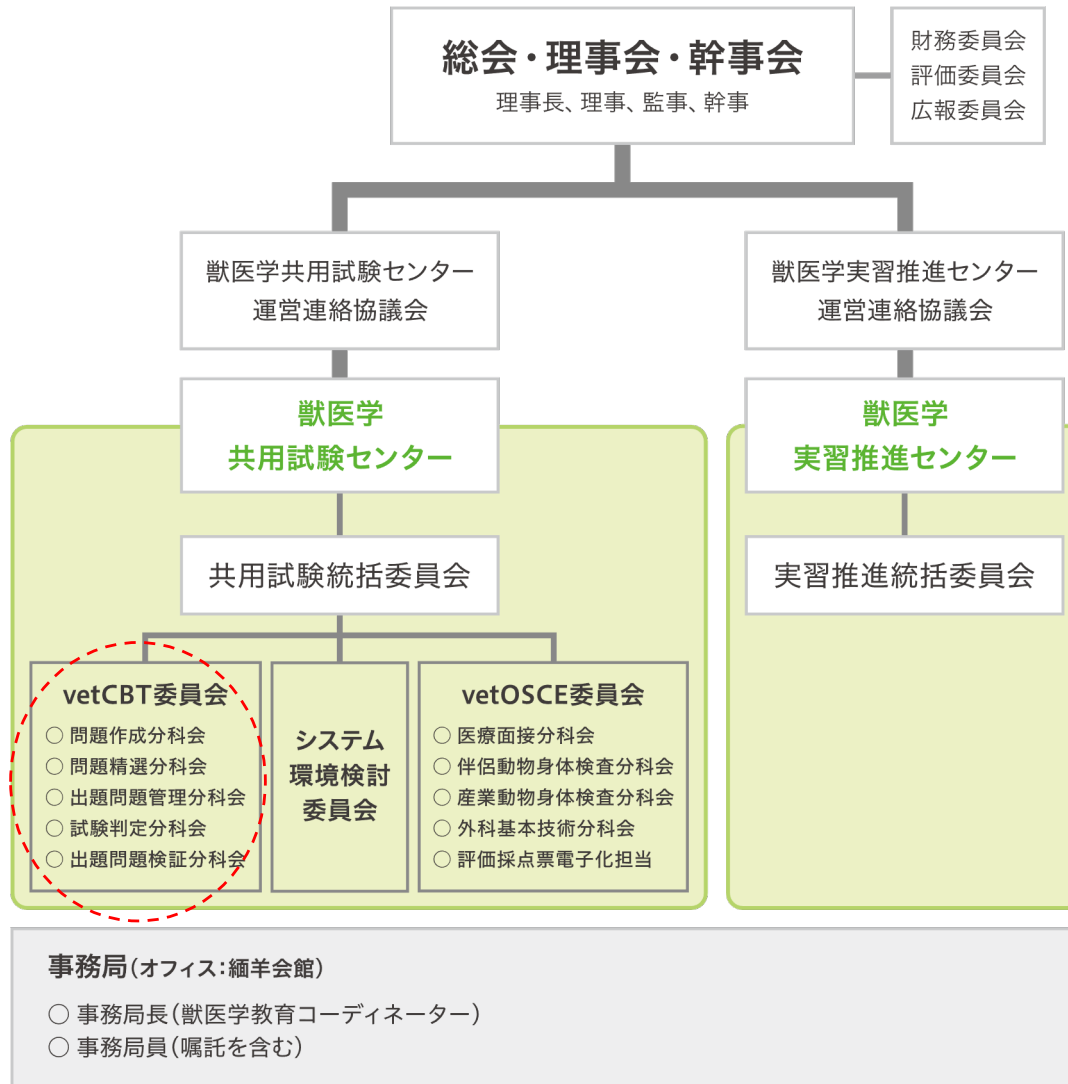 総会・理事会・幹事会
理事長、理事、監事、幹事
財務委員会
評価委員会
広報委員会
獣医学共用試験センター
運営連絡協議会
獣医学実習推進センター
運営連絡協議会
獣医学
共用試験センター
獣医学
実習推進センター
共用試験統括委員会
実習推進統括委員会
vetCBT委員会
○ 問題作成分科会
○ 問題精選分科会
○ 出題問題管理分科会
○ 試験判定分科会
○ 出題問題検証分科会
システム
環境検討
委員会
vetOSCE委員会
○ 医療面接分科会
○ 伴侶動物身体検査分科会
○ 産業動物身体検査分科会
○ 外科基本技術分科会
○ 評価採点票電子化担当
事務局(オフィス:緬羊会館)
○ 事務局長(獣医学教育コーディネーター)
○ 事務局員(嘱託を含む)